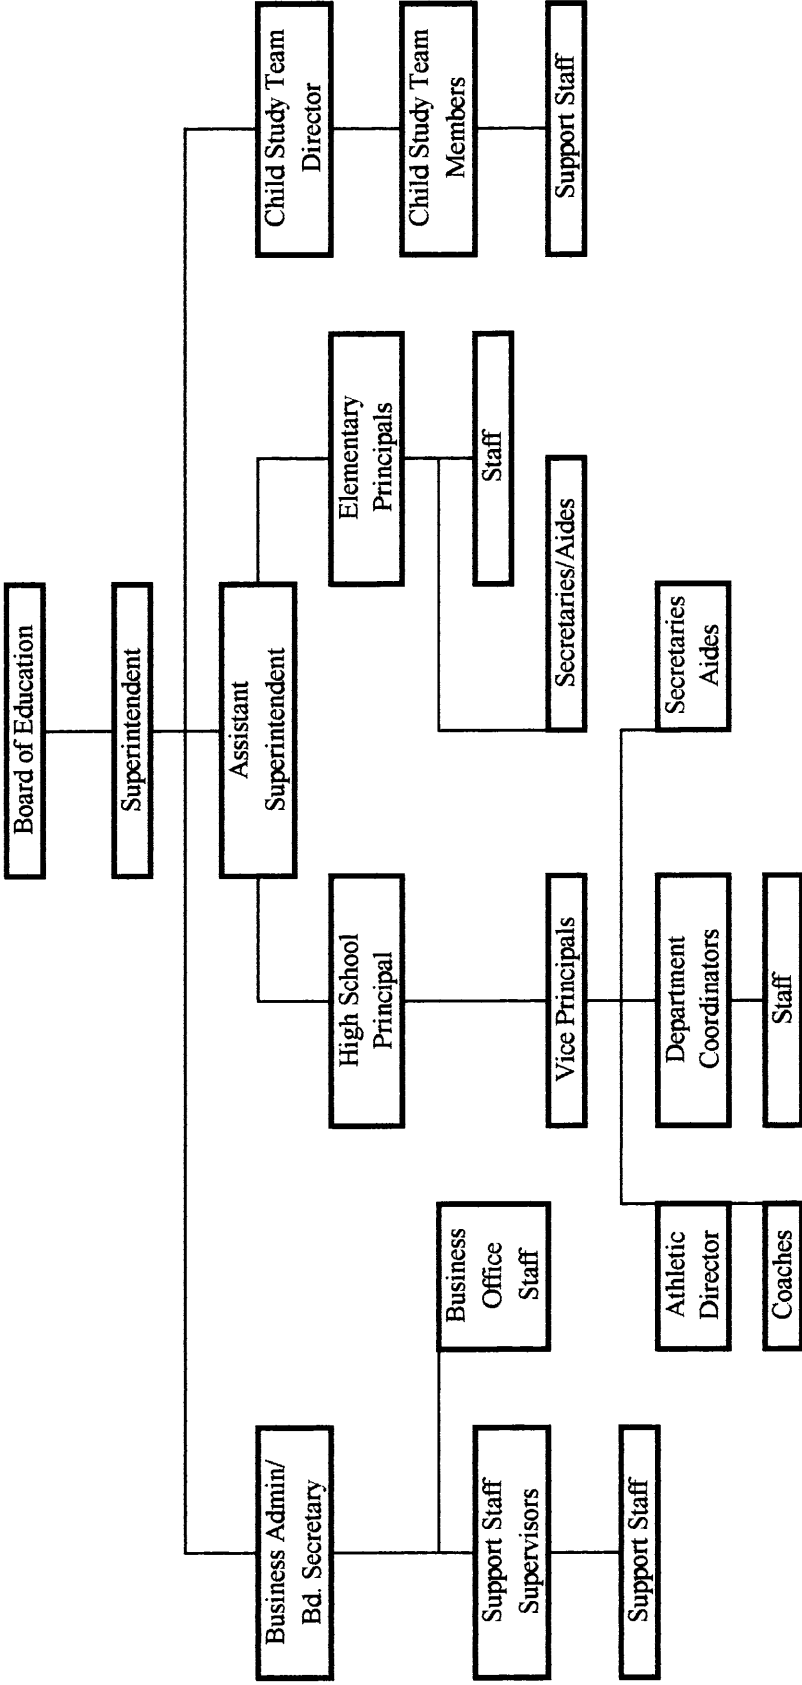 Board of Education
Superintendent
Assistant
Superintendent
Business Admin/
Bd. Secretary
Child Study Team
Director
High School
Principal
Elementary
Principals
Child Study Team
Members
Business
Office
Staff
Support Staff
Supervisors
Staff
Vice Principals
Secretaries/Aides
Support Staff
Support Staff
Athletic
Director
Department
Coordinators
Secretaries
Aides
Coaches
Staff